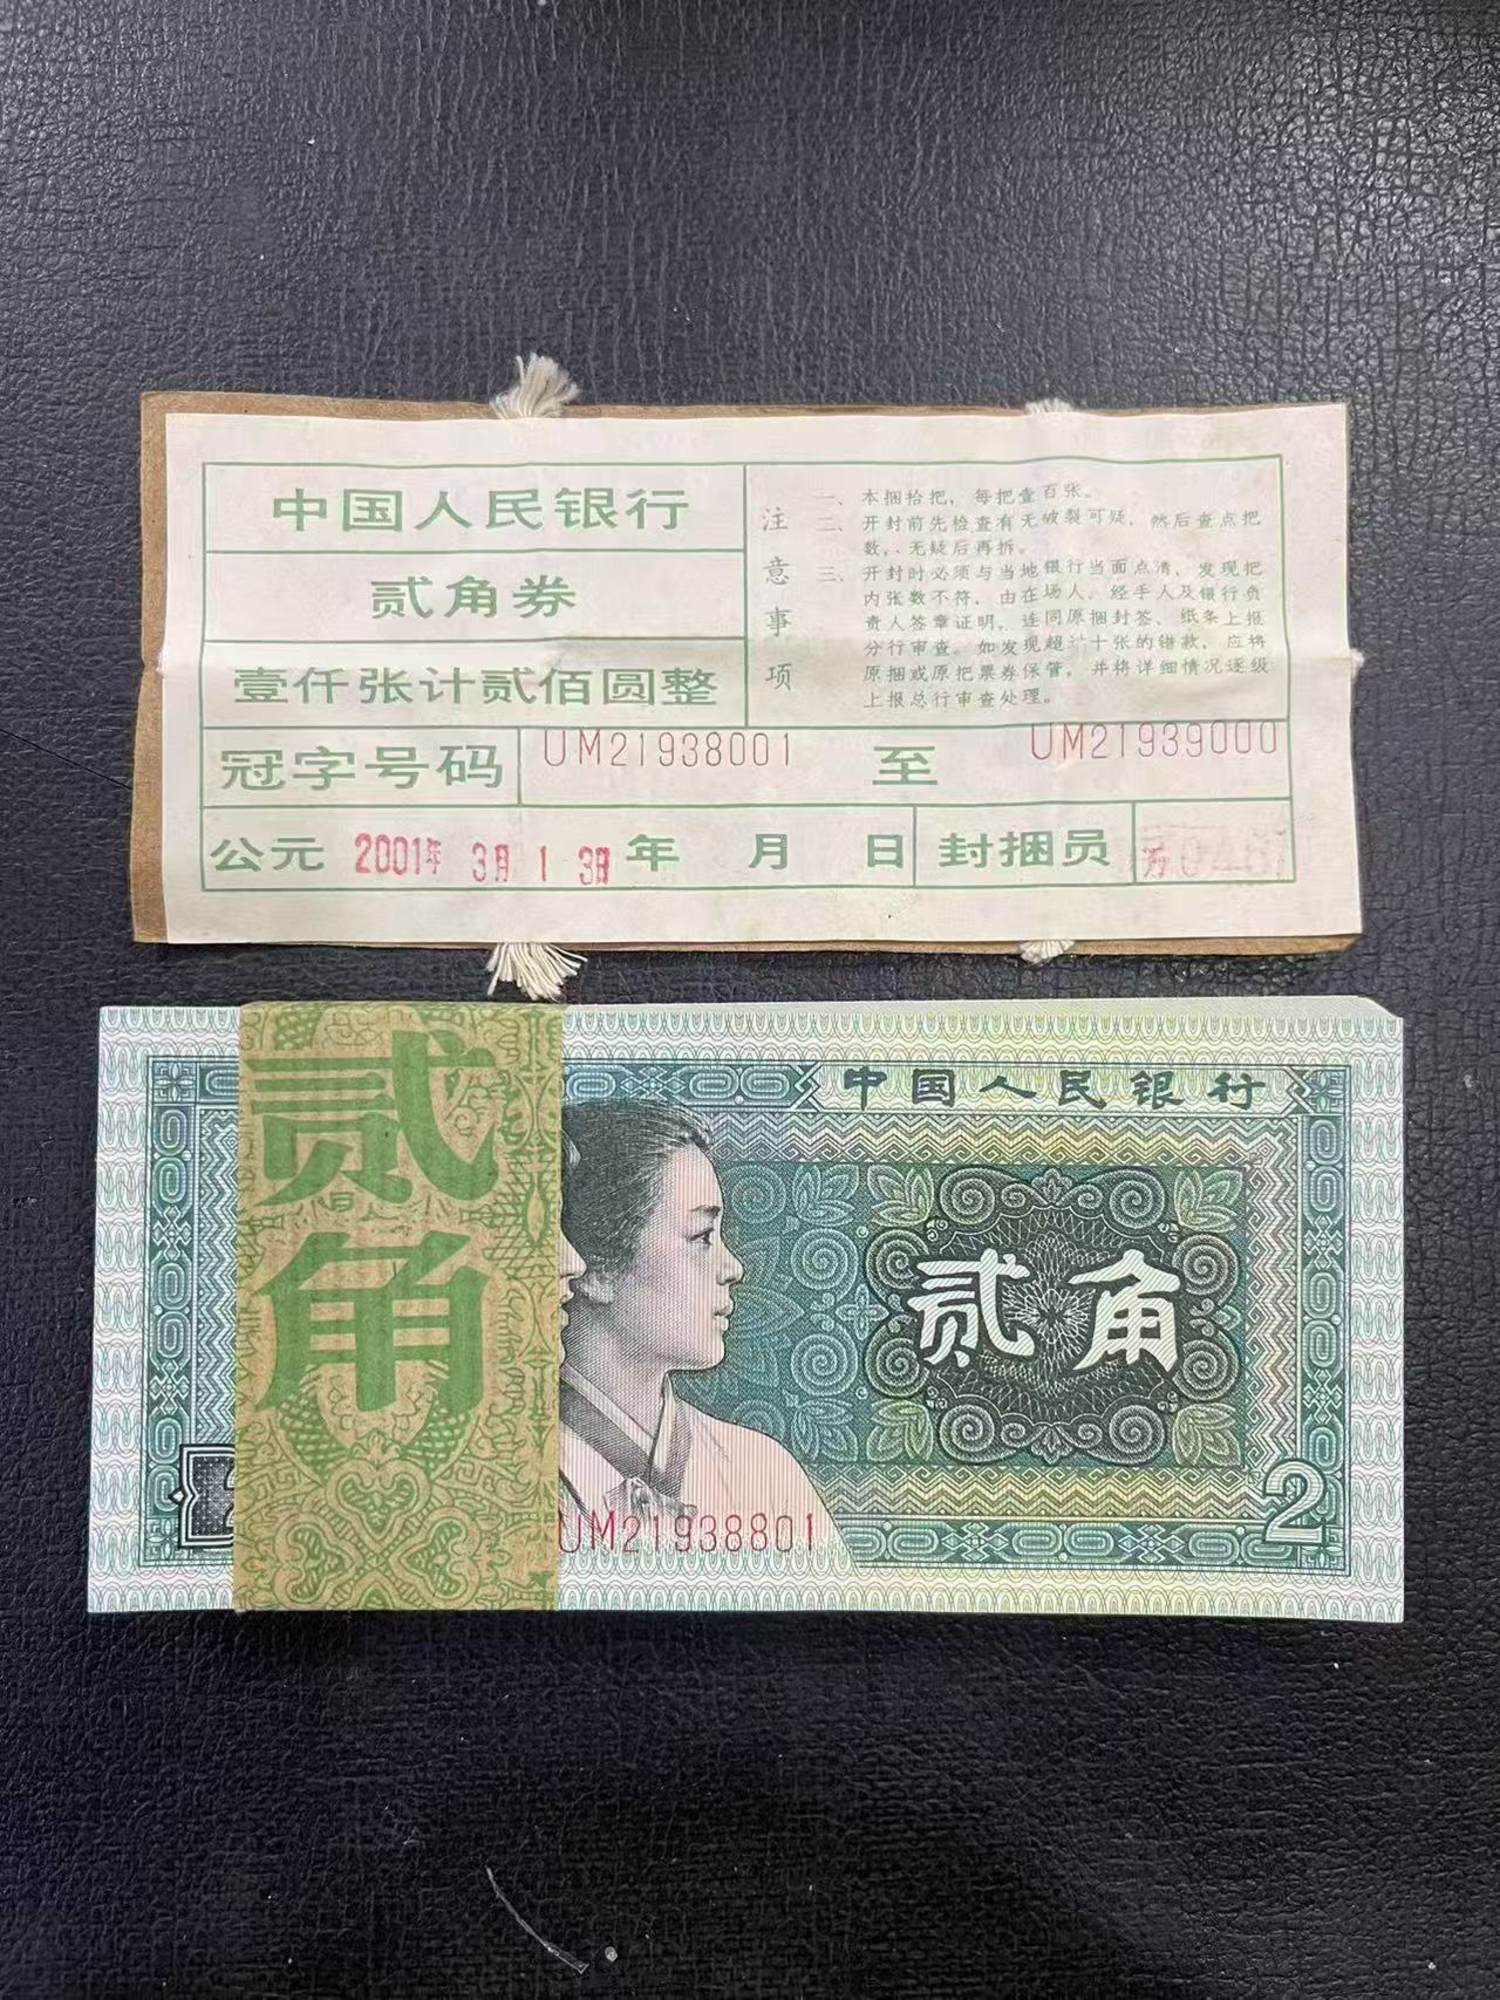 中国人民银行
贰角券
壹仟张计贰佰圆整
注意事项
一、本捆拾把，每把壹百张。
二、开封前先检查有无破裂可疑，然后查点把
数，无疑后再拆。
三、开封时必须与当地银行当面点清，发现把
内张数不符，由在场人、经手人及银行负
责人签章证明，连同原捆封签、纸条上报
分行审查。如发现超过十张的错款，应将
原捆或原把票券保管，并将详细情况逐级
上报总行审查处理。
冠字号码 UM21938001 至 UM21939000
公元 2001年 3月 1 3日 年 月 日 封捆员
贰角
中国人民银行
贰角
UM21938801
2